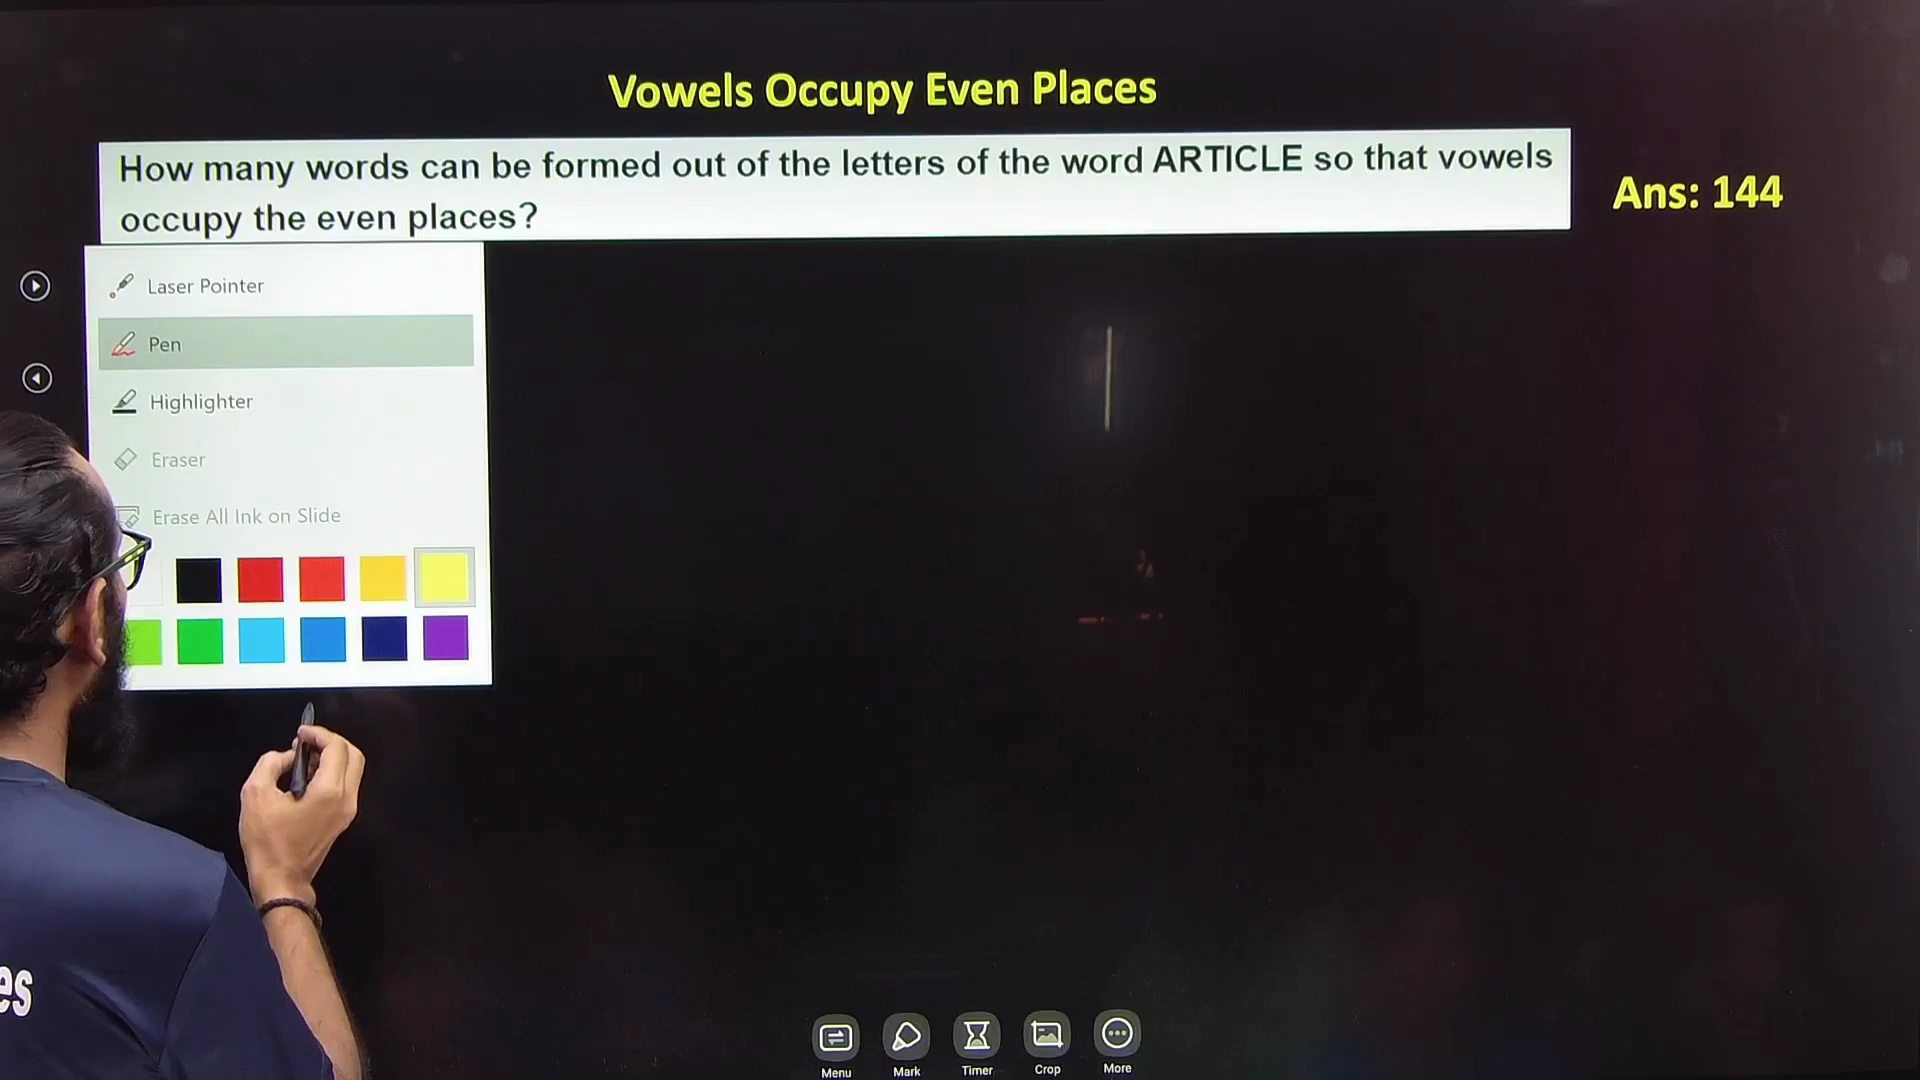 Vowels Occupy Even Places
How many words can be formed out of the letters of the word ARTICLE so that vowels
occupy the even places?
Ans: 144
Laser Pointer
Pen
Highlighter
Eraser
Erase All Ink on Slide
es
Menu Mark Timer Crop More